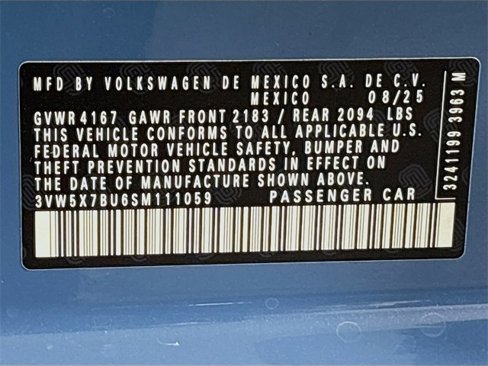 MFD BY VOLKSWAGEN DE MEXICO S.A. DE C.V.
MEXICO 08/25
GVWR 4167 GAWR FRONT 2183 / REAR 2094 LBS
THIS VEHICLE CONFORMS TO ALL APPLICABLE U.S.
FEDERAL MOTOR VEHICLE SAFETY, BUMPER AND
THEFT PREVENTION STANDARDS IN EFFECT ON
THE DATE OF MANUFACTURE SHOWN ABOVE.
3VW5X7BU6SM111059 PASSENGER CAR
3241199 3963 M